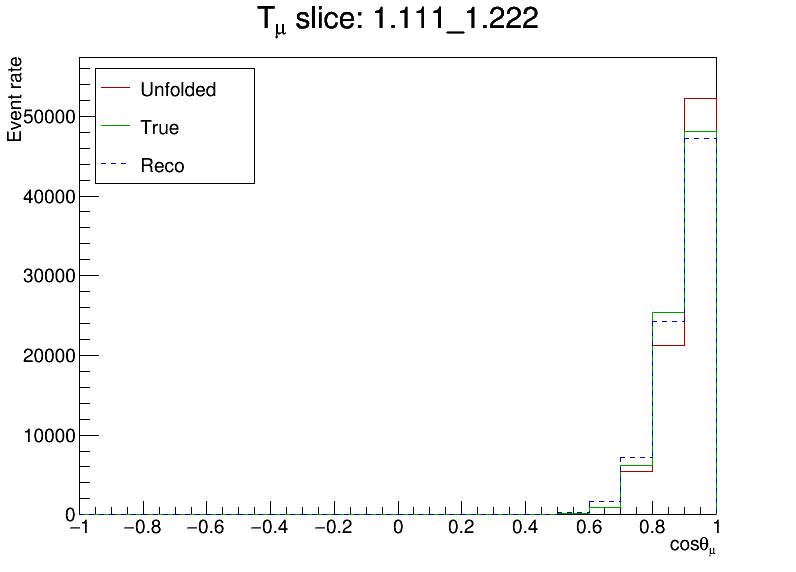 Tμ slice: 1.111_1.222
Event rate
Unfolded
True
Reco
50000
40000
30000
20000
10000
0
−1 −0.8 −0.6 −0.4 −0.2 0 0.2 0.4 0.6 0.8 1
cosθμ